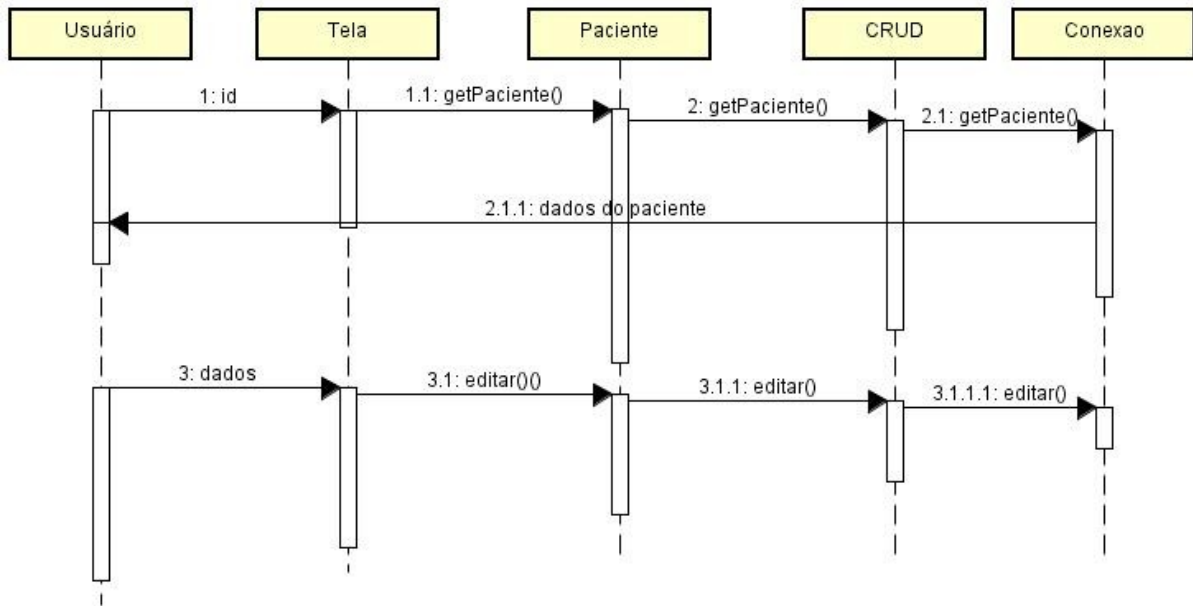 Usuário
Tela
Paciente
CRUD
Conexao
1: id
1.1: getPaciente()
2: getPaciente()
2.1: getPaciente()
2.1.1: dados do paciente
3: dados
3.1: editar()()
3.1.1: editar()
3.1.1.1: editar()